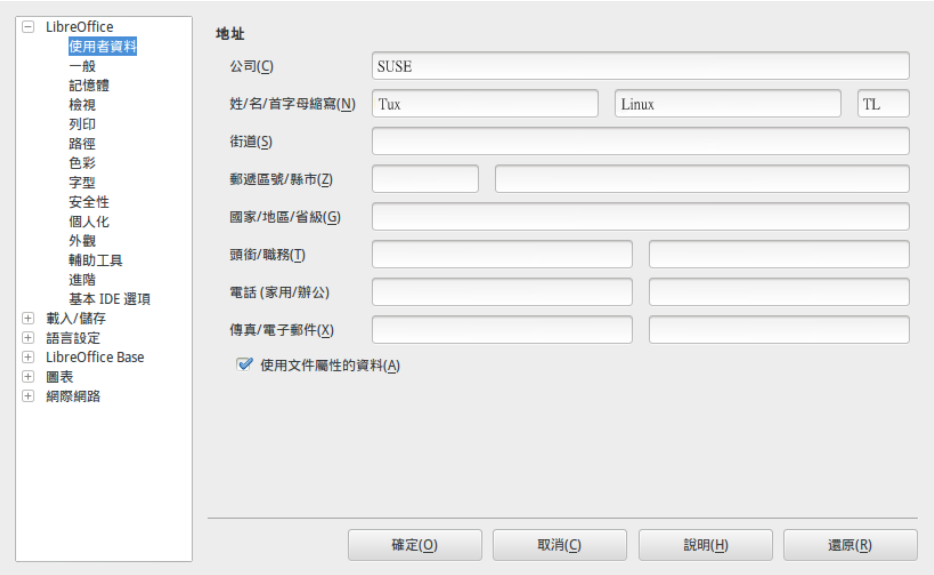 LibreOffice
使用者資料
一般
記憶體
檢視
列印
路徑
色彩
字型
安全性
個人化
外觀
輔助工具
進階
基本 IDE 選項
載入/儲存
語言設定
LibreOffice Base
圖表
網際網路
地址
公司(C) SUSE
姓/名/首字母縮寫(N) Tux Linux TL
街道(S)
郵遞區號/縣市(Z)
國家/地區/省級(G)
頭銜/職務(T)
電話 (家用/辦公)
傳真/電子郵件(X)
使用文件屬性的資料(A)
確定(O) 取消(C) 說明(H) 還原(R)